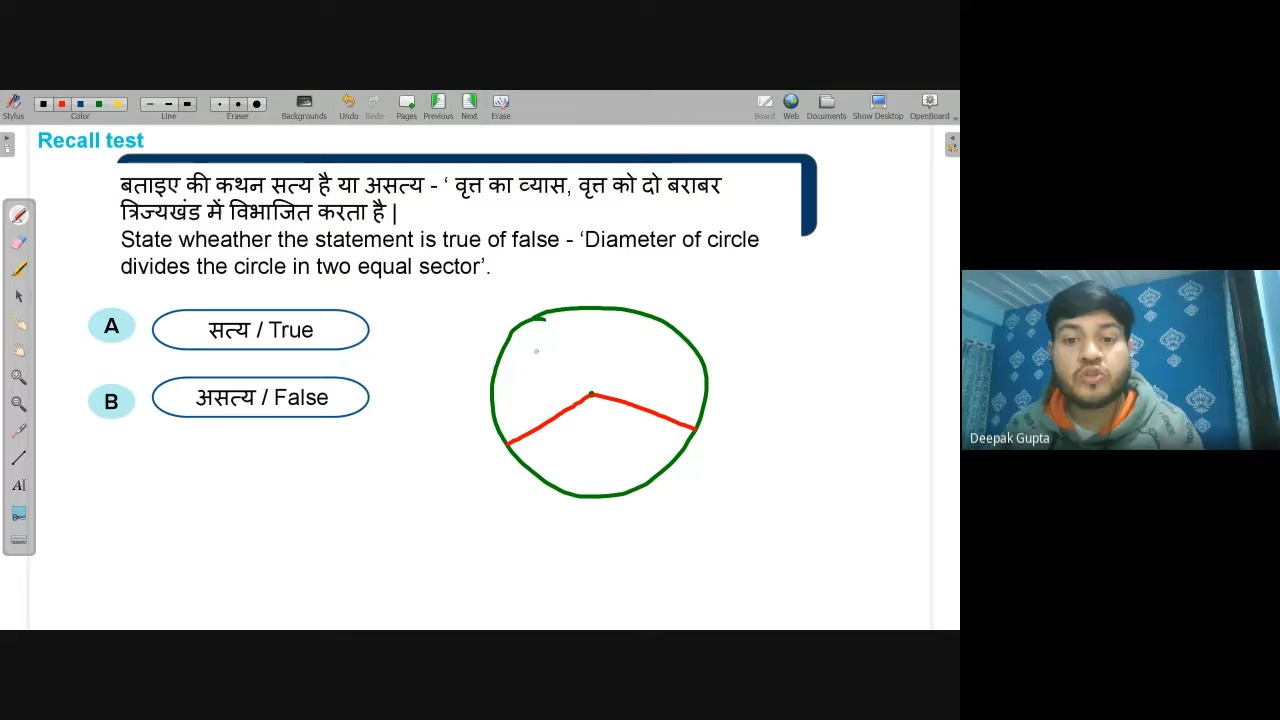 Stylus
Color
Line
Eraser
Backgrounds
Undo
Redo
Pages
Previous
Next
Erase
Board
Web
Documents
Show Desktop
OpenBoard
Recall test
बताइए की कथन सत्य है या असत्य - ‘ वृत्त का व्यास, वृत्त को दो बराबर
त्रिज्यखंड में विभाजित करता है |
State wheather the statement is true of false - ‘Diameter of circle
divides the circle in two equal sector’.
A सत्य / True
B असत्य / False
Deepak Gupta